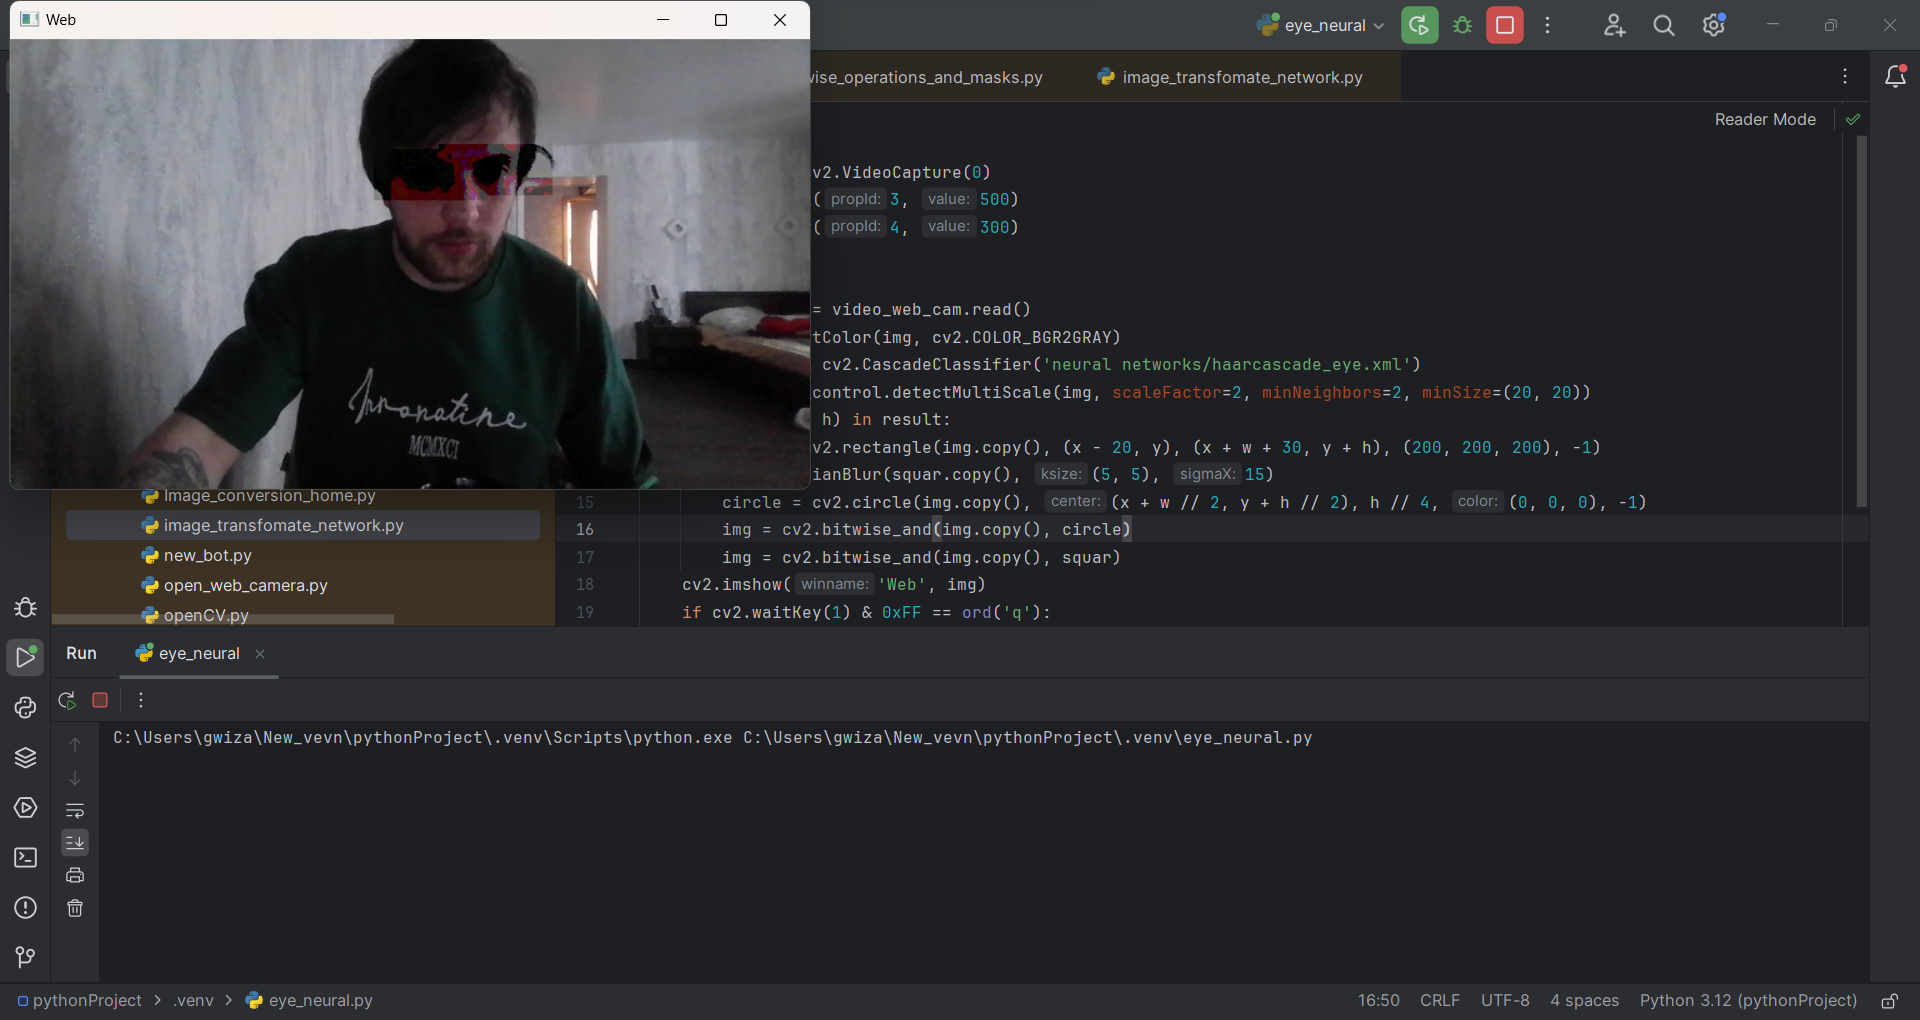 Web
eye_neural
wise_operations_and_masks.py
image_transfomate_network.py
Reader Mode
v2.VideoCapture(0)
( propId: 3, value: 500)
( propId: 4, value: 300)
= video_web_cam.read()
tColor(img, cv2.COLOR_BGR2GRAY)
cv2.CascadeClassifier('neural networks/haarcascade_eye.xml')
control.detectMultiScale(img, scaleFactor=2, minNeighbors=2, minSize=(20, 20))
h) in result:
v2.rectangle(img.copy(), (x - 20, y), (x + w + 30, y + h), (200, 200, 200), -1)
ianBlur(squar.copy(), ksize: (5, 5), sigmaX: 15)
15 circle = cv2.circle(img.copy(), center: (x + w // 2, y + h // 2), h // 4, color: (0, 0, 0), -1)
16 img = cv2.bitwise_and(img.copy(), circle)
17 img = cv2.bitwise_and(img.copy(), squar)
18 cv2.imshow( winname: 'Web', img)
19 if cv2.waitKey(1) & 0xFF == ord('q'):
MCMXCI
Image_conversion_home.py
image_transfomate_network.py
new_bot.py
open_web_camera.py
openCV.py
Run
eye_neural
C:\Users\gwiza\New_vevn\pythonProject\.venv\Scripts\python.exe C:\Users\gwiza\New_vevn\pythonProject\.venv\eye_neural.py
pythonProject > .venv > eye_neural.py
16:50 CRLF UTF-8 4 spaces Python 3.12 (pythonProject)